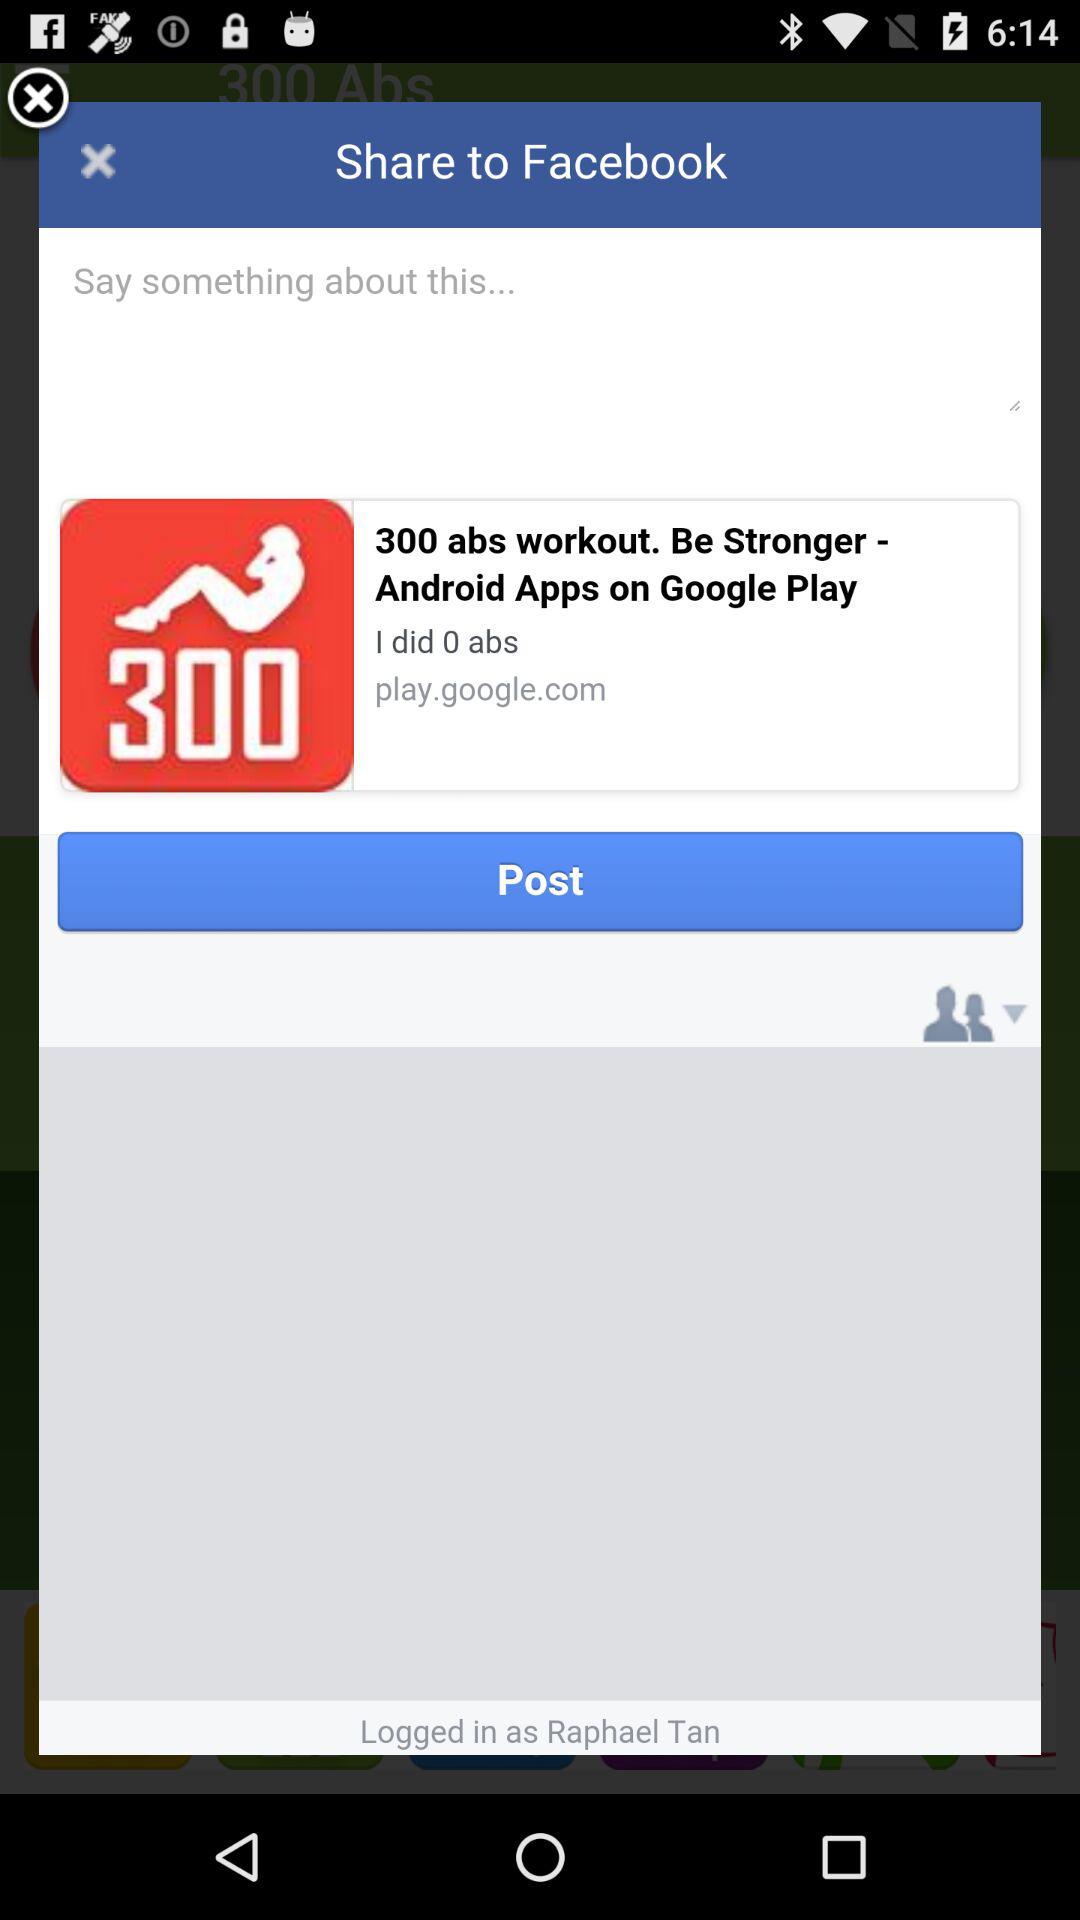 FAK
6:14
300 Abs
Share to Facebook
Say something about this...
300
300 abs workout. Be Stronger -
Android Apps on Google Play
I did 0 abs
play.google.com
Post
Logged in as Raphael Tan